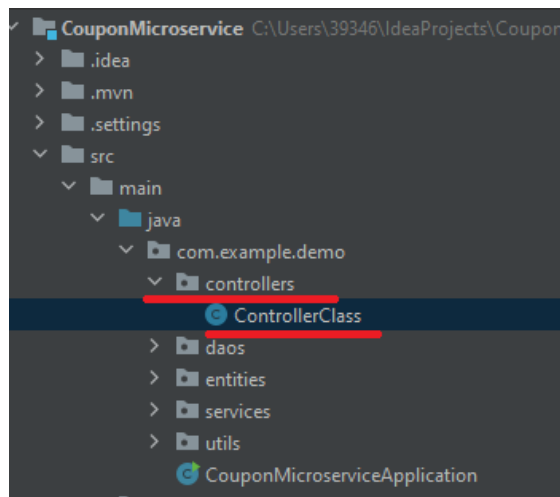 CouponMicroservice C:\Users\39346\IdeaProjects\Coupon
.idea
.mvn
.settings
src
main
java
com.example.demo
controllers
ControllerClass
daos
entities
services
utils
CouponMicroserviceApplication